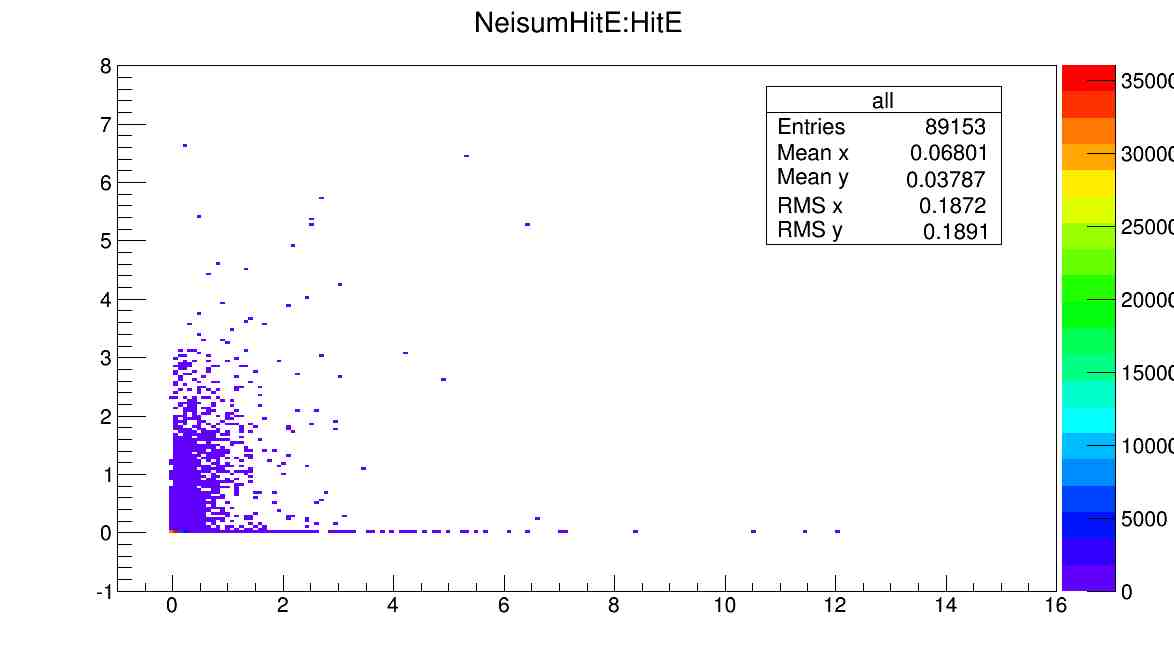 NeisumHitE:HitE
8
7
6
5
4
3
2
1
0
-1
0 2 4 6 8 10 12 14 16
all
Entries 89153
Mean x 0.06801
Mean y 0.03787
RMS x 0.1872
RMS y 0.1891
35000
30000
25000
20000
15000
10000
5000
0